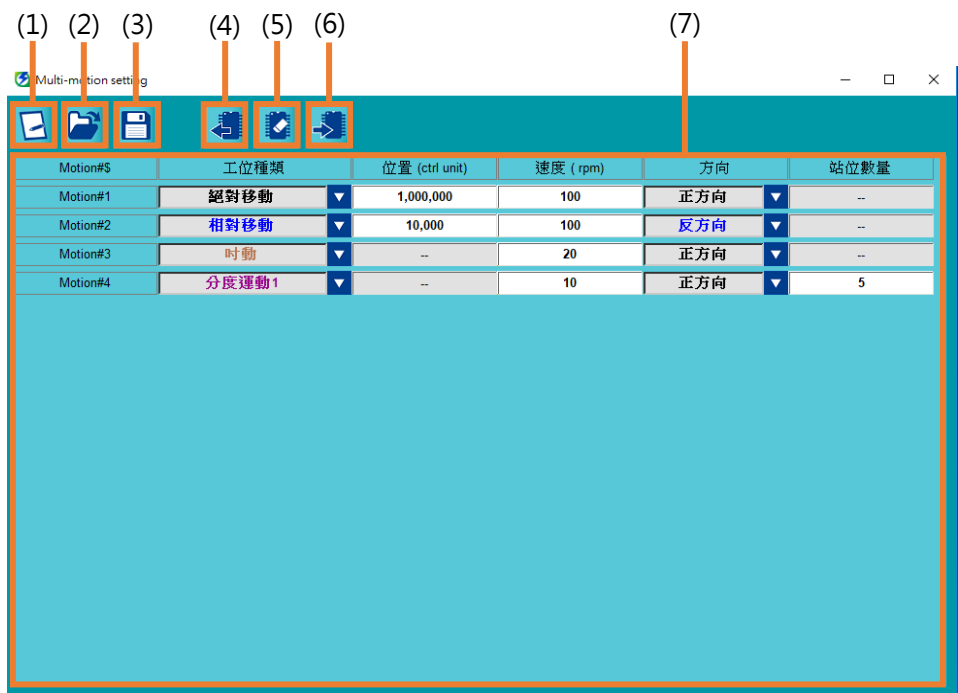 (1) (2) (3) (4) (5) (6) (7)
Multi-motion setting
Motion#$ 工位種類 位置 (ctrl unit) 速度 ( rpm) 方向 站位數量
Motion#1 絕對移動 1,000,000 100 正方向 --
Motion#2 相對移動 10,000 100 反方向 --
Motion#3 吋動 -- 20 正方向 --
Motion#4 分度運動1 -- 10 正方向 5